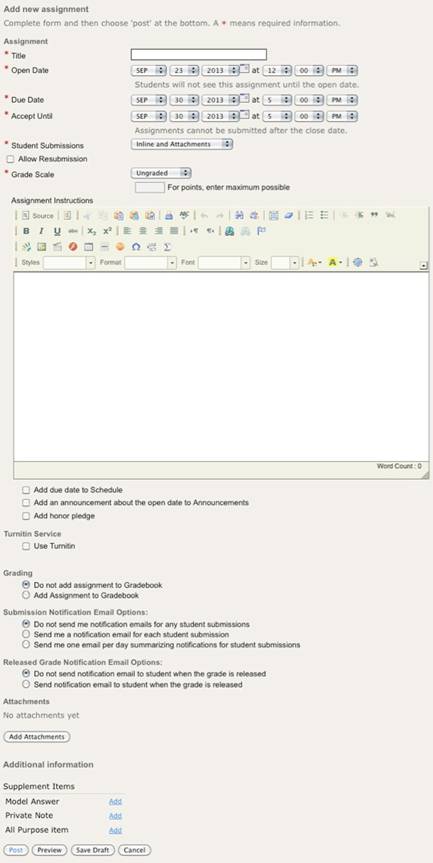 Add new assignment
Complete form and then choose 'post' at the bottom. A * means required information.
Assignment
* Title
* Open Date SEP 23 2013 at 12 00 PM
Students will not see this assignment until the open date.
* Due Date SEP 30 2013 at 5 00 PM
* Accept Until SEP 30 2013 at 5 00 PM
Assignments cannot be submitted after the close date.
* Student Submissions Inline and Attachments
Allow Resubmission
* Grade Scale Ungraded
For points, enter maximum possible
Assignment Instructions
Source
B I U abc X₂ X²
Styles Format Font Size
Word Count : 0
Add due date to Schedule
Add an announcement about the open date to Announcements
Add honor pledge
Turnitin Service
Use Turnitin
Grading
Do not add assignment to Gradebook
Add Assignment to Gradebook
Submission Notification Email Options:
Do not send me notification emails for any student submissions
Send me a notification email for each student submission
Send me one email per day summarizing notifications for student submissions
Released Grade Notification Email Options:
Do not send notification email to student when the grade is released
Send notification email to student when the grade is released
Attachments
No attachments yet
Add Attachments
Additional information
Supplement Items
Model Answer Add
Private Note Add
All Purpose item Add
Post Preview Save Draft Cancel